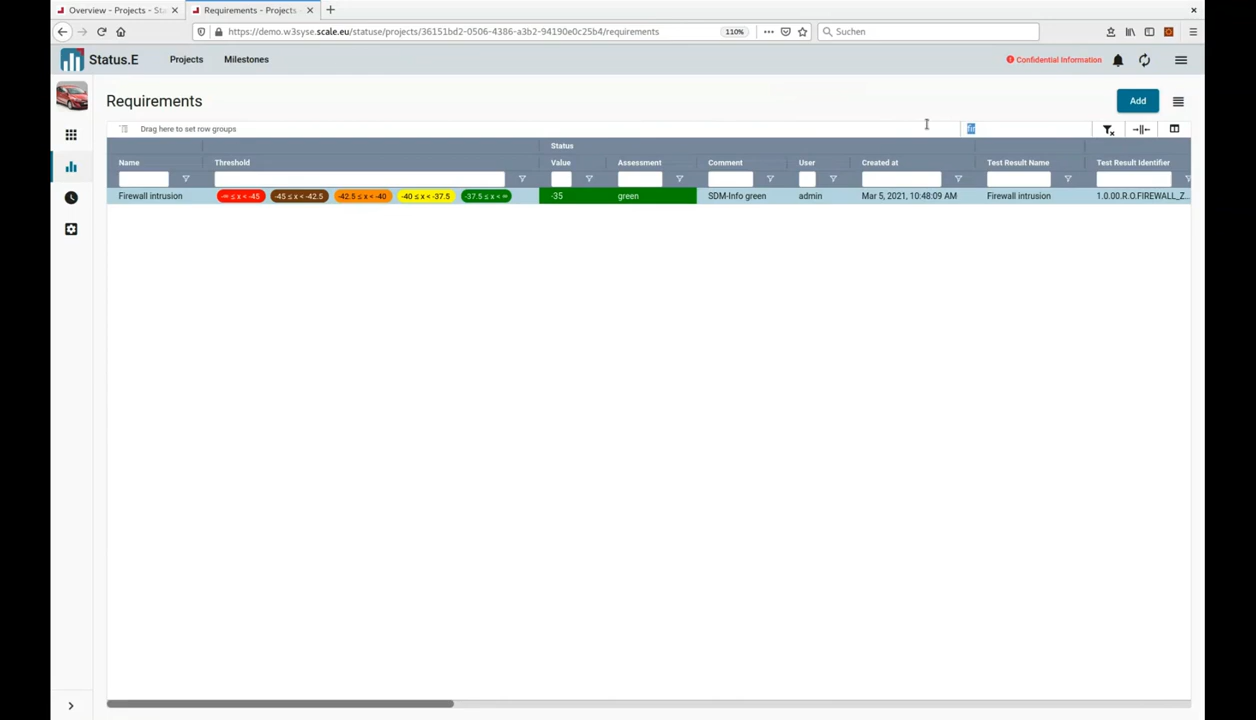 Overview - Projects - Sta
Requirements - Projects
https://demo.w3syse.scale.eu/statuse/projects/36151bd2-0506-4386-a3b2-94190e0c25b4/requirements
110%
Suchen
Status.E
Projects
Milestones
Confidential Information
Requirements
Add
Drag here to set row groups
fir
Status
Name
Threshold
Value
Assessment
Comment
User
Created at
Test Result Name
Test Result Identifier
Firewall intrusion
-∞ ≤ x < -45
-45 ≤ x < -42.5
-42.5 ≤ x < -40
-40 ≤ x < -37.5
-37.5 ≤ x < ∞
-35
green
SDM-Info green
admin
Mar 5, 2021, 10:48:09 AM
Firewall intrusion
1.0.00.R.O.FIREWALL_Z...